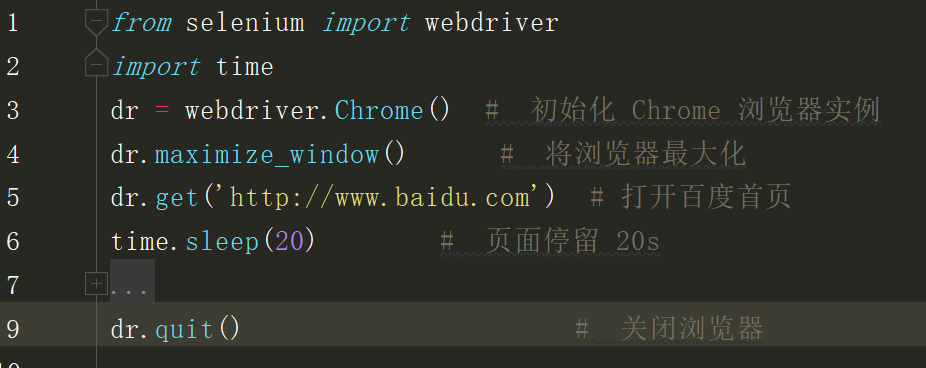 1 from selenium import webdriver
2 import time
3 dr = webdriver.Chrome() # 初始化 Chrome 浏览器实例
4 dr.maximize_window() # 将浏览器最大化
5 dr.get('http://www.baidu.com') # 打开百度首页
6 time.sleep(20) # 页面停留 20s
7 ...
9 dr.quit() # 关闭浏览器